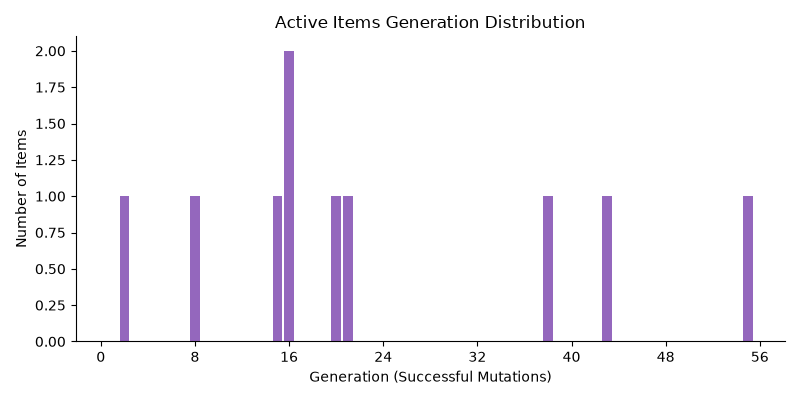 Active Items Generation Distribution
Number of Items
2.00
1.75
1.50
1.25
1.00
0.75
0.50
0.25
0.00
0 8 16 24 32 40 48 56
Generation (Successful Mutations)